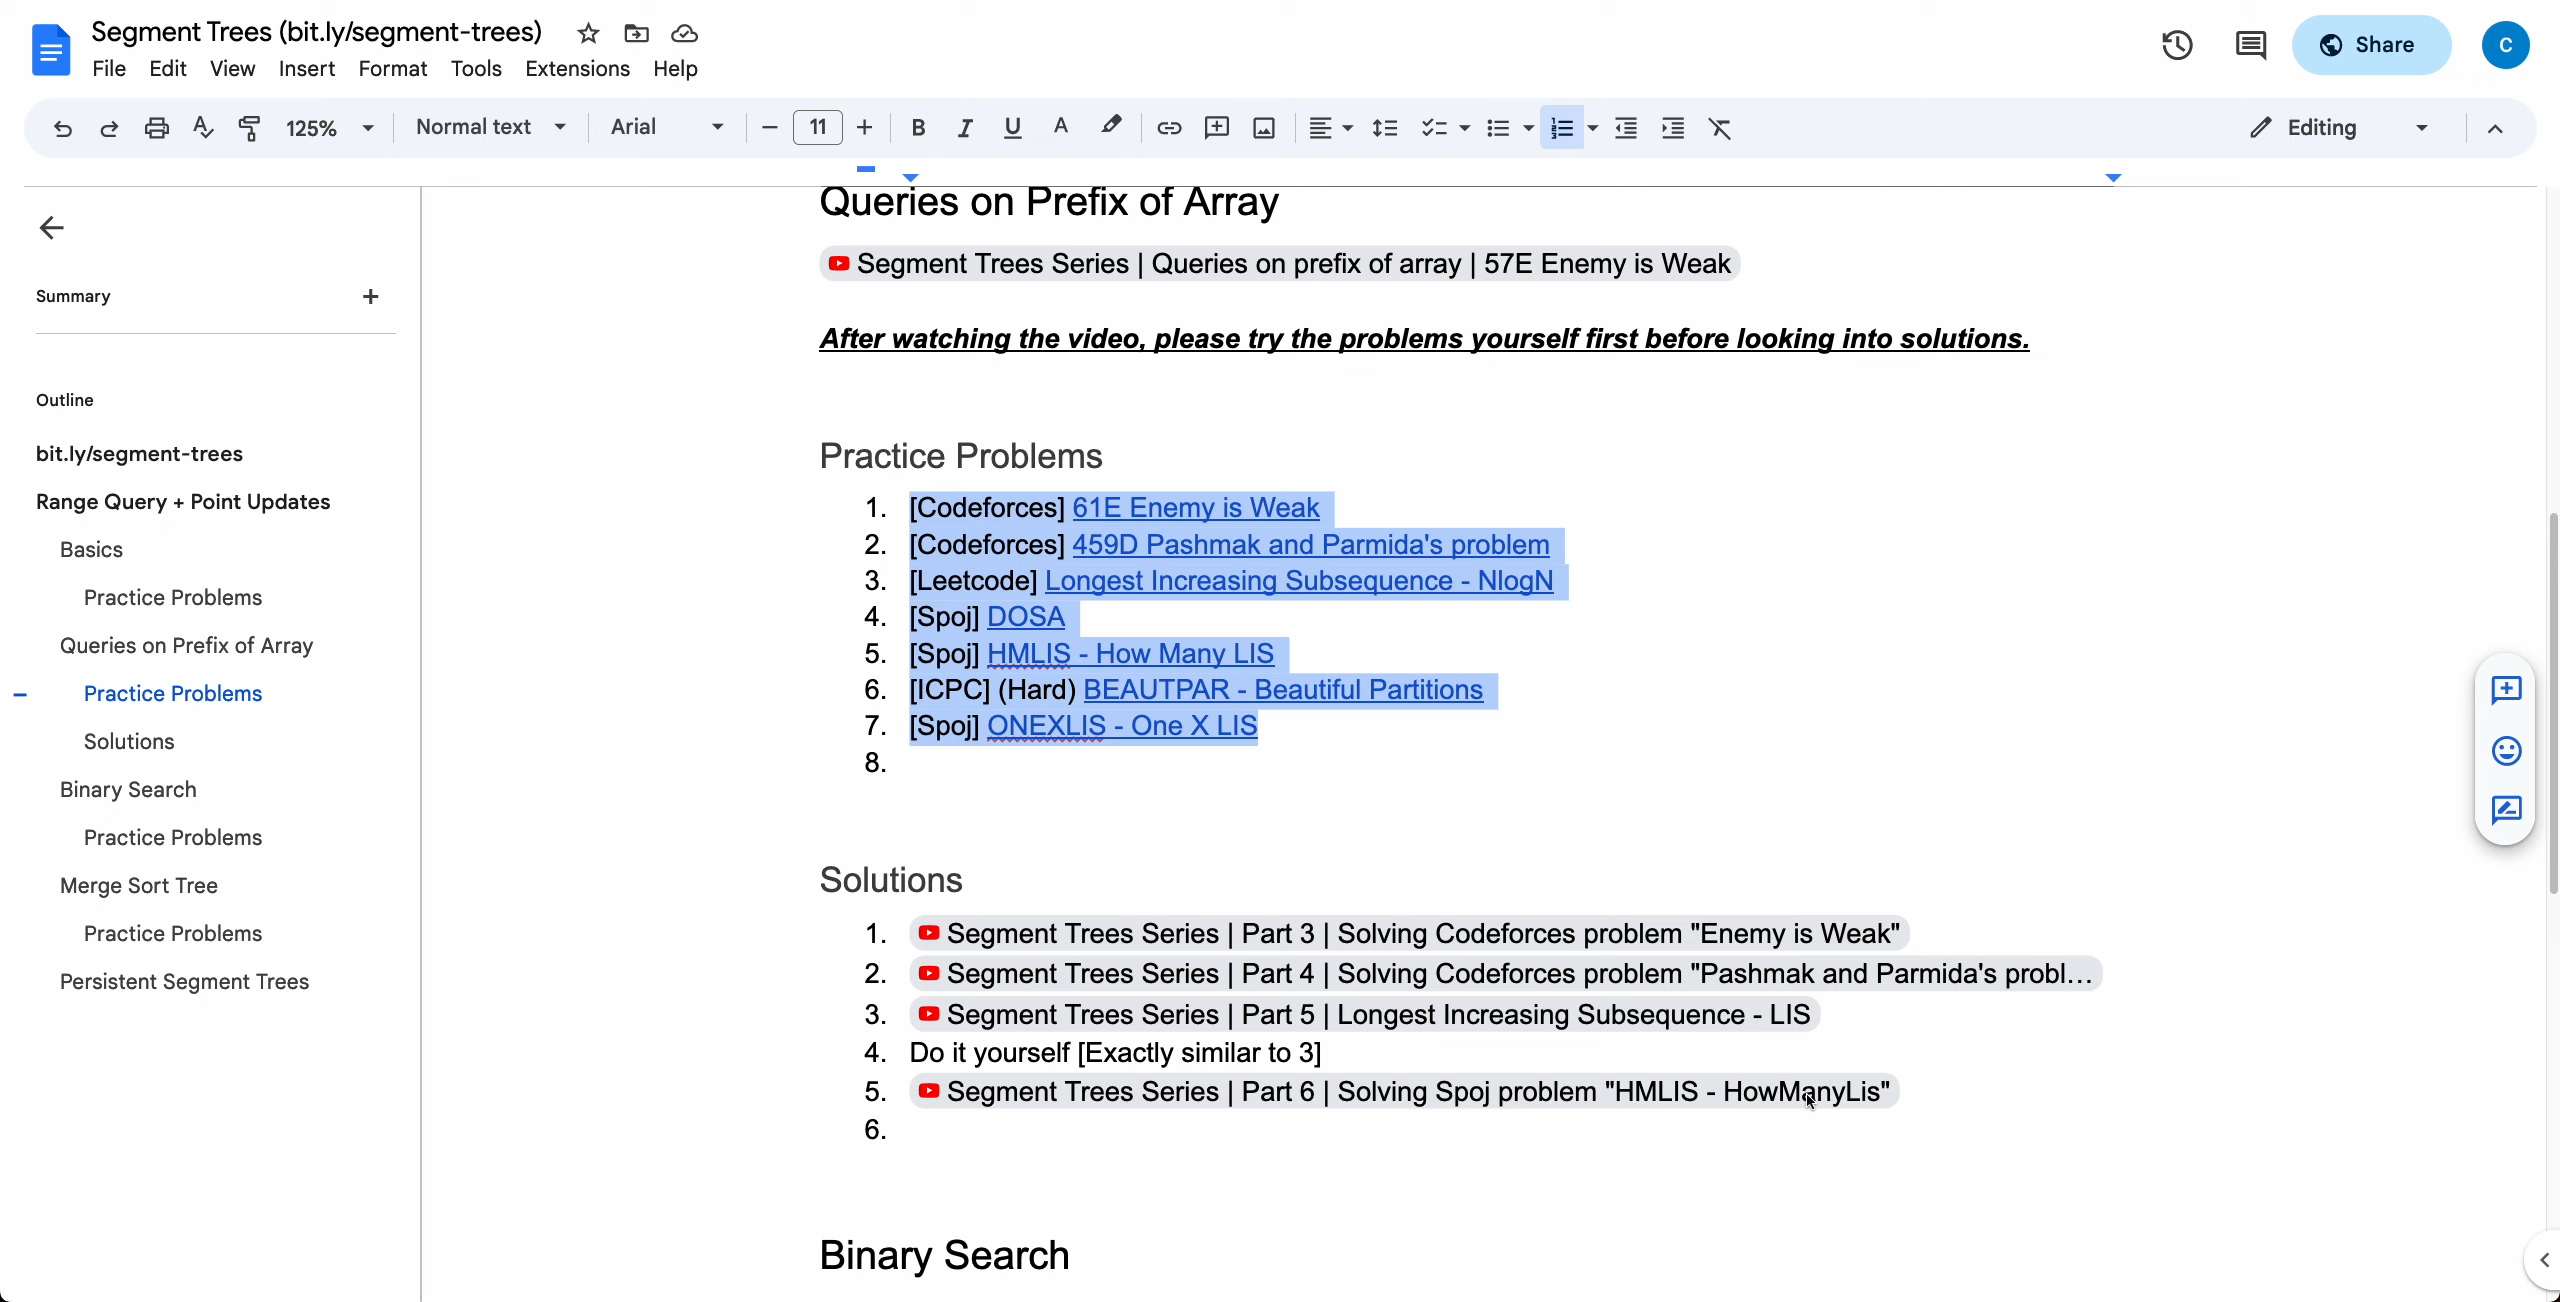 Segment Trees (bit.ly/segment-trees)
File Edit View Insert Format Tools Extensions Help
Share
C
125% Normal text Arial 11 Editing
Summary
Outline
bit.ly/segment-trees
Range Query + Point Updates
Basics
Practice Problems
Queries on Prefix of Array
Practice Problems
Solutions
Binary Search
Practice Problems
Merge Sort Tree
Practice Problems
Persistent Segment Trees
Queries on Prefix of Array
Segment Trees Series | Queries on prefix of array | 57E Enemy is Weak
After watching the video, please try the problems yourself first before looking into solutions.
Practice Problems
1. [Codeforces] 61E Enemy is Weak
2. [Codeforces] 459D Pashmak and Parmida's problem
3. [Leetcode] Longest Increasing Subsequence - NlogN
4. [Spoj] DOSA
5. [Spoj] HMLIS - How Many LIS
6. [ICPC] (Hard) BEAUTPAR - Beautiful Partitions
7. [Spoj] ONEXLIS - One X LIS
8.
Solutions
1. Segment Trees Series | Part 3 | Solving Codeforces problem "Enemy is Weak"
2. Segment Trees Series | Part 4 | Solving Codeforces problem "Pashmak and Parmida's probl...
3. Segment Trees Series | Part 5 | Longest Increasing Subsequence - LIS
4. Do it yourself [Exactly similar to 3]
5. Segment Trees Series | Part 6 | Solving Spoj problem "HMLIS - HowManyLis"
6.
Binary Search